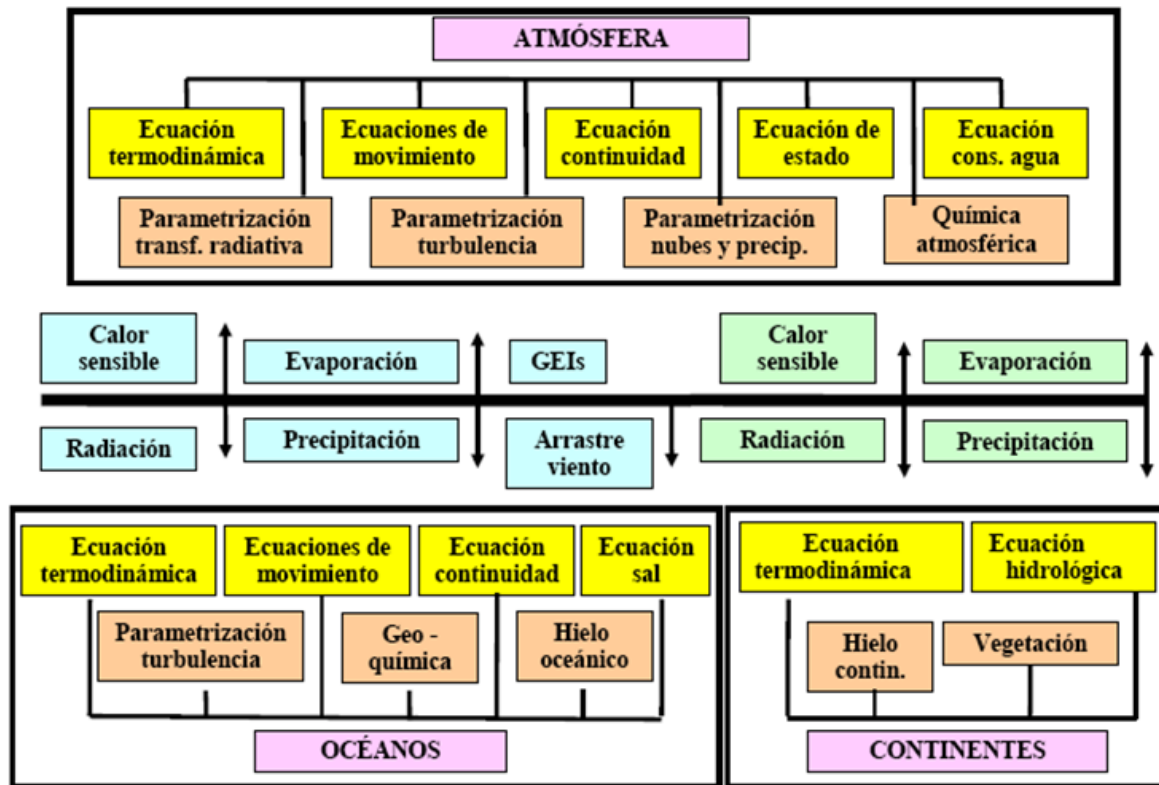 ATMÓSFERA
Ecuación
termodinámica
Ecuaciones de
movimiento
Ecuación
continuidad
Ecuación de
estado
Ecuación
cons. agua
Parametrización
transf. radiativa
Parametrización
turbulencia
Parametrización
nubes y precip.
Química
atmosférica
Calor
sensible
Evaporación
GEIs
Calor
sensible
Evaporación
Radiación
Precipitación
Arrastre
viento
Radiación
Precipitación
Ecuación
termodinámica
Ecuaciones de
movimiento
Ecuación
continuidad
Ecuación
sal
Parametrización
turbulencia
Geo -
química
Hielo
oceánico
OCÉANOS
Ecuación
termodinámica
Ecuación
hidrológica
Hielo
contin.
Vegetación
CONTINENTES